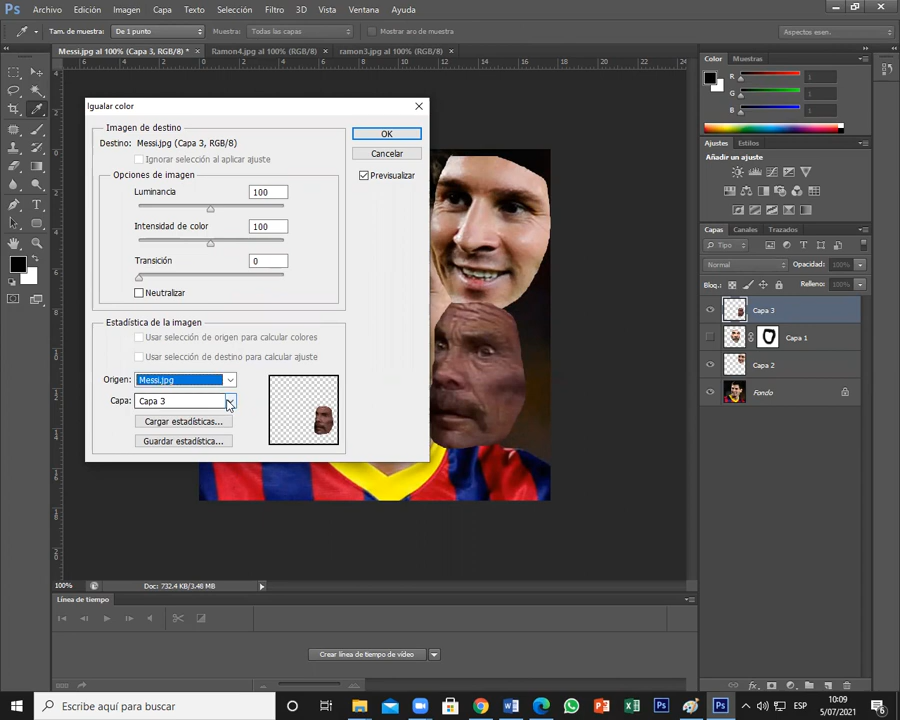 Ps Archivo Edición Imagen Capa Texto Selección Filtro 3D Vista Ventana Ayuda
Tam. de muestra: De 1 punto Muestra: Todas las capas Mostrar aro de muestra Aspectos esen...
Messi.jpg al 100% (Capa 3, RGB/8) * × Ramon4.jpg al 100% (RGB/8) × ramon3.jpg al 100% (RGB/8) ×
Igualar color
Imagen de destino
Destino: Messi.jpg (Capa 3, RGB/8)
Ignorar selección al aplicar ajuste
Opciones de imagen
Luminancia 100
Intensidad de color 100
Transición 0
Neutralizar
Estadística de la imagen
Usar selección de origen para calcular colores
Usar selección de destino para calcular ajuste
Origen: Messi.jpg
Capa: Capa 3
Cargar estadísticas...
Guardar estadística...
OK
Cancelar
Previsualizar
Color Muestras
R
G
B
Ajustes Estilos
Añadir un ajuste
Capas Canales Trazados
Tipo
Normal Opacidad: 100%
Bloq.: Relleno: 100%
Capa 3
Capa 1
Capa 2
Fondo
100% Doc: 732.4 KB/3.48 MB
Línea de tiempo
Crear línea de tiempo de vídeo
Escribe aquí para buscar
ESP
10:09
5/07/2021